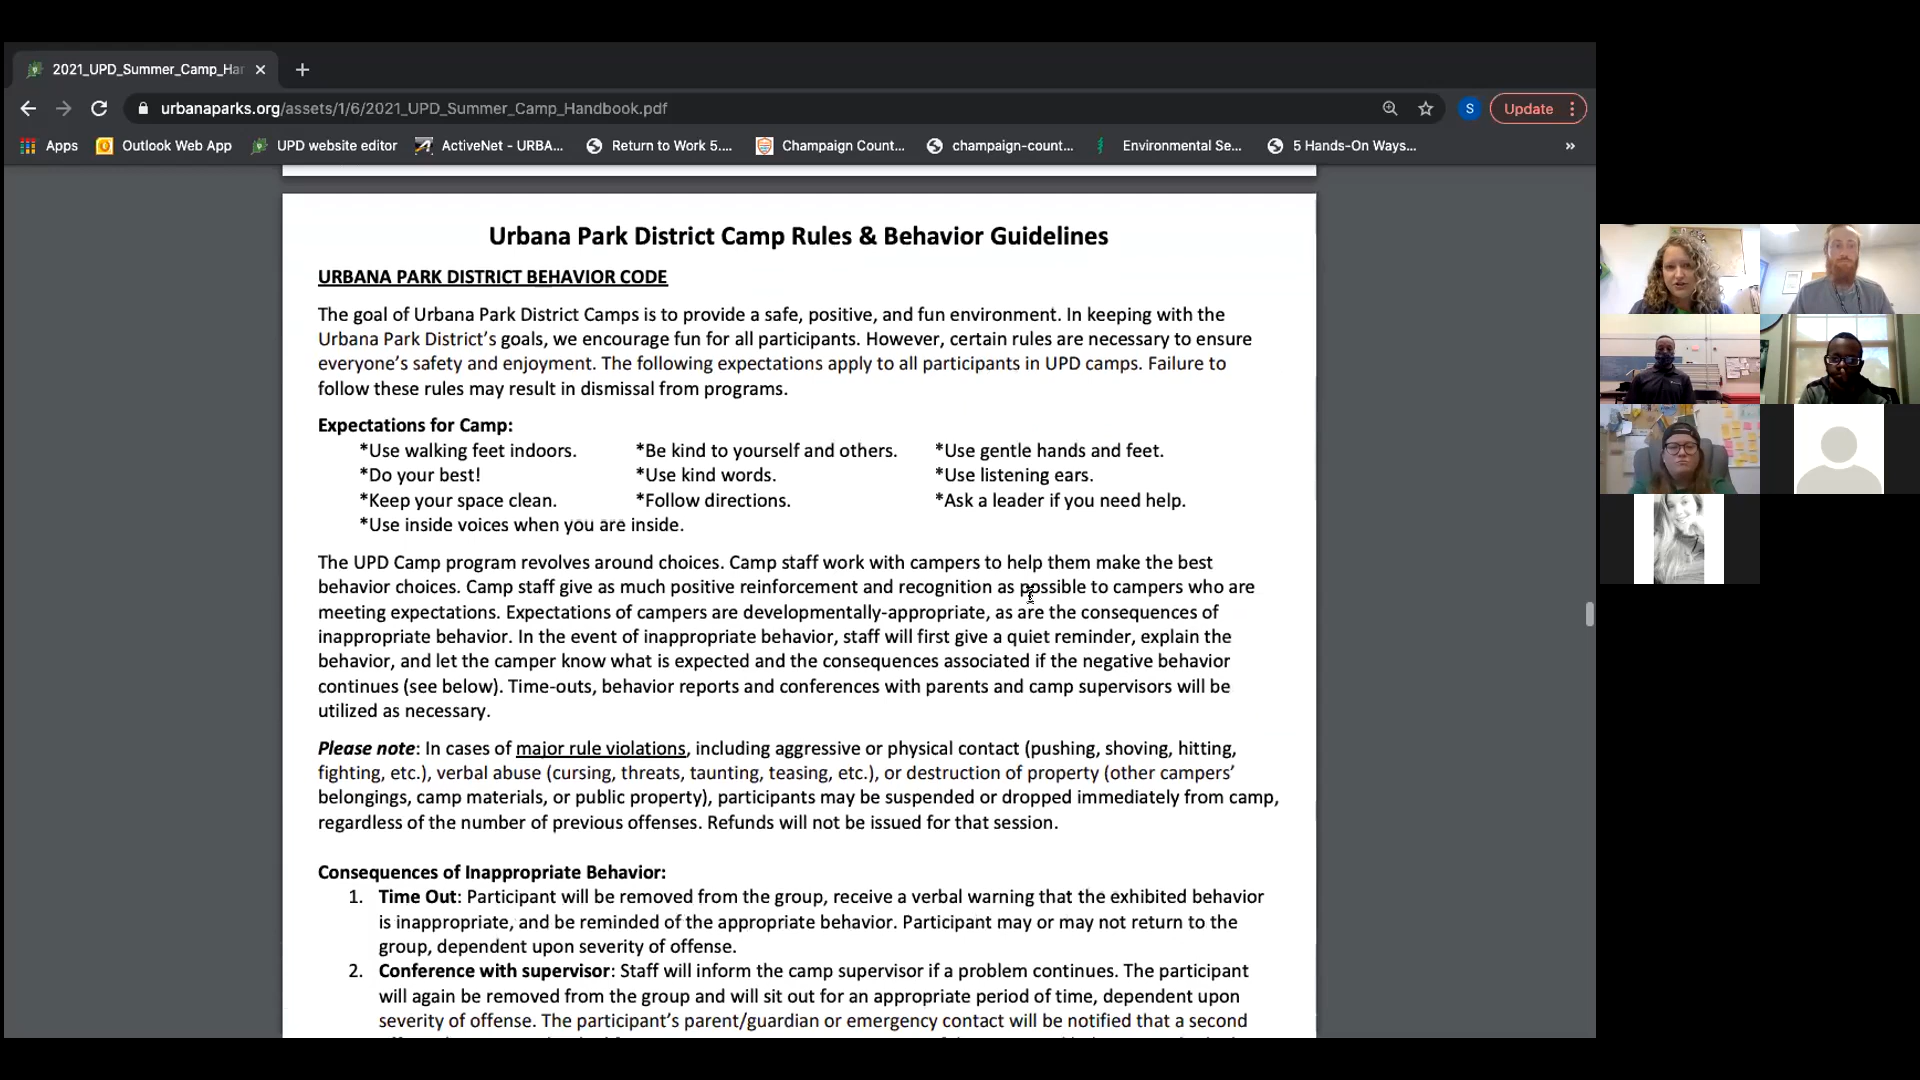 2021_UPD_Summer_Camp_Har
urbanaparks.org/assets/1/6/2021_UPD_Summer_Camp_Handbook.pdf
S
Update
Apps
Outlook Web App
UPD website editor
ActiveNet - URBA...
Return to Work 5....
Champaign Count...
champaign-count...
Environmental Se...
5 Hands-On Ways...
»
Urbana Park District Camp Rules & Behavior Guidelines
URBANA PARK DISTRICT BEHAVIOR CODE
The goal of Urbana Park District Camps is to provide a safe, positive, and fun environment. In keeping with the
Urbana Park District’s goals, we encourage fun for all participants. However, certain rules are necessary to ensure
everyone’s safety and enjoyment. The following expectations apply to all participants in UPD camps. Failure to
follow these rules may result in dismissal from programs.
Expectations for Camp:
*Use walking feet indoors. *Be kind to yourself and others. *Use gentle hands and feet.
*Do your best! *Use kind words. *Use listening ears.
*Keep your space clean. *Follow directions. *Ask a leader if you need help.
*Use inside voices when you are inside.
The UPD Camp program revolves around choices. Camp staff work with campers to help them make the best
behavior choices. Camp staff give as much positive reinforcement and recognition as possible to campers who are
meeting expectations. Expectations of campers are developmentally-appropriate, as are the consequences of
inappropriate behavior. In the event of inappropriate behavior, staff will first give a quiet reminder, explain the
behavior, and let the camper know what is expected and the consequences associated if the negative behavior
continues (see below). Time-outs, behavior reports and conferences with parents and camp supervisors will be
utilized as necessary.
Please note: In cases of major rule violations, including aggressive or physical contact (pushing, shoving, hitting,
fighting, etc.), verbal abuse (cursing, threats, taunting, teasing, etc.), or destruction of property (other campers’
belongings, camp materials, or public property), participants may be suspended or dropped immediately from camp,
regardless of the number of previous offenses. Refunds will not be issued for that session.
Consequences of Inappropriate Behavior:
1. Time Out: Participant will be removed from the group, receive a verbal warning that the exhibited behavior
is inappropriate, and be reminded of the appropriate behavior. Participant may or may not return to the
group, dependent upon severity of offense.
2. Conference with supervisor: Staff will inform the camp supervisor if a problem continues. The participant
will again be removed from the group and will sit out for an appropriate period of time, dependent upon
severity of offense. The participant’s parent/guardian or emergency contact will be notified that a second